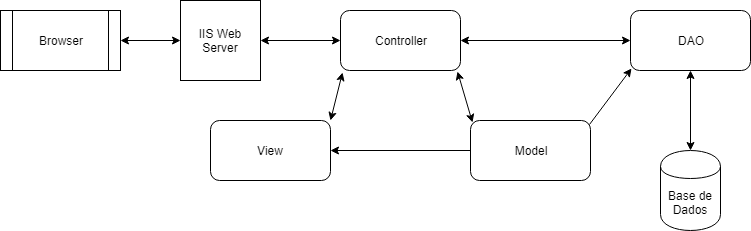 Browser
IIS Web
Server
Controller
DAO
View
Model
Base de
Dados